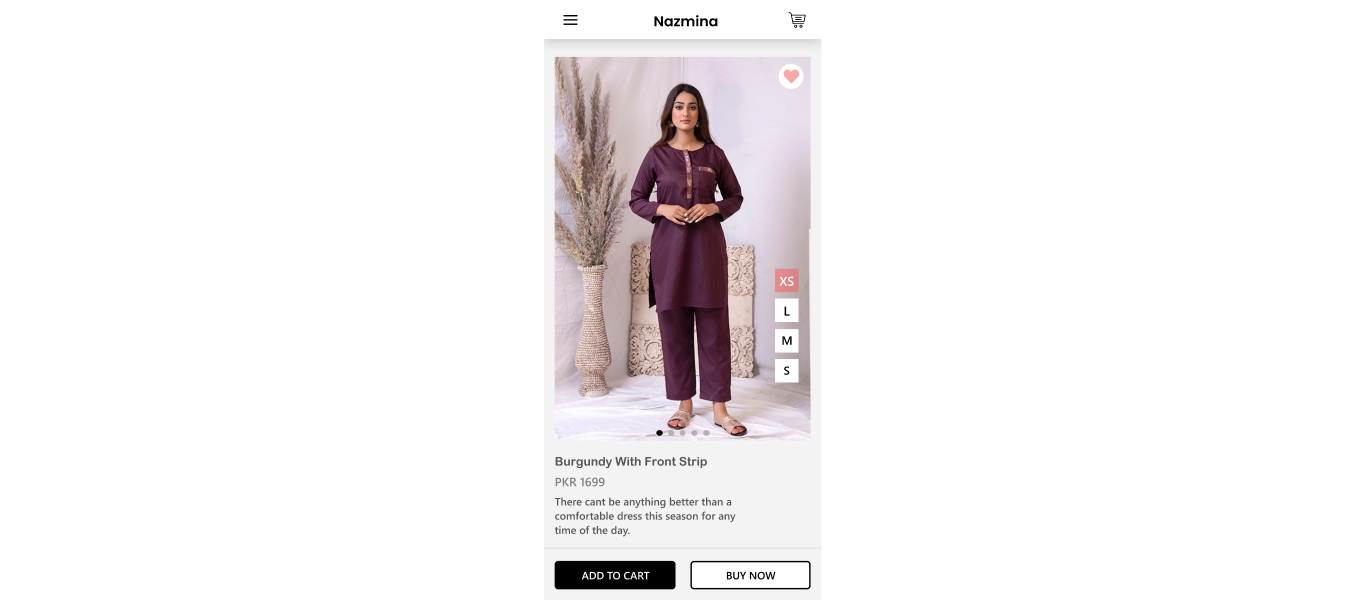 Nazmina
XS
L
M
S
Burgundy With Front Strip
PKR 1699
There cant be anything better than a
comfortable dress this season for any
time of the day.
ADD TO CART
BUY NOW